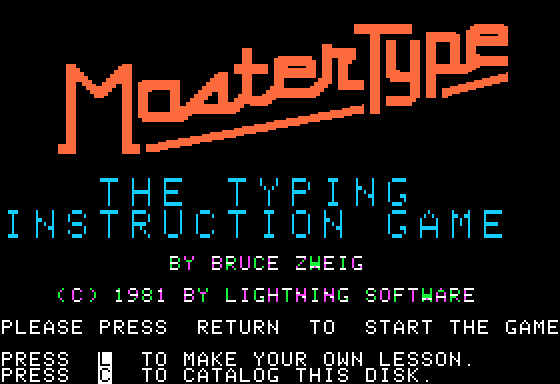 MasterType
THE TYPING
INSTRUCTION GAME
BY BRUCE ZWEIG
(C) 1981 BY LIGHTNING SOFTWARE
PLEASE PRESS RETURN TO START THE GAME
PRESS L TO MAKE YOUR OWN LESSON.
PRESS C TO CATALOG THIS DISK.